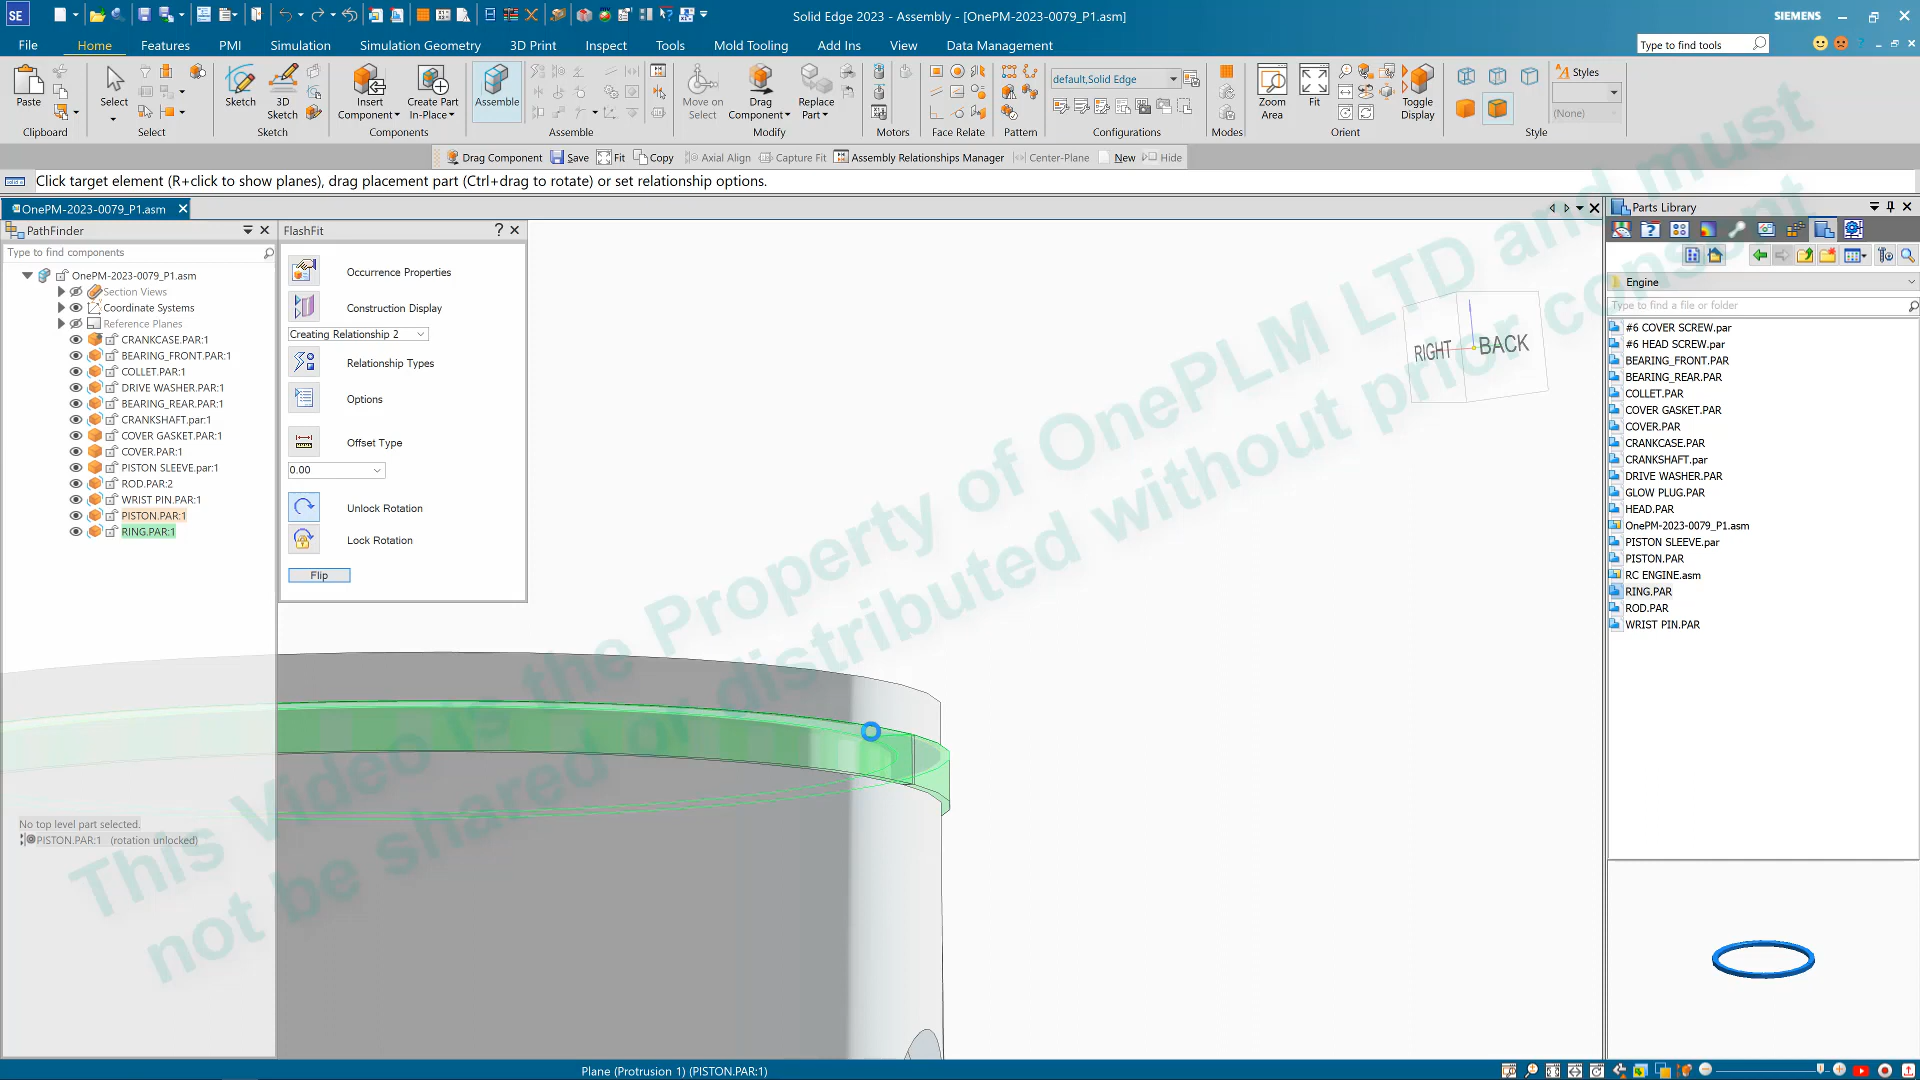 SE
Solid Edge 2023 - Assembly - [OnePM-2023-0079_P1.asm]
SIEMENS
File
Home
Features
PMI
Simulation
Simulation Geometry
3D Print
Inspect
Tools
Mold Tooling
Add Ins
View
Data Management
Type to find tools
Paste
Clipboard
Select
Select
Sketch
3D
Sketch
Sketch
Insert
Component
Create Part
In-Place
Components
Assemble
Assemble
Move on
Select
Drag
Component
Replace
Part
Modify
Motors
Face Relate
Pattern
default,Solid Edge
Configurations
Modes
Zoom
Area
Fit
Toggle
Display
Orient
Styles
(None)
Style
Drag Component
Save
Fit
Copy
Axial Align
Capture Fit
Assembly Relationships Manager
Center-Plane
New
Hide
Click target element (R+click to show planes), drag placement part (Ctrl+drag to rotate) or set relationship options.
OnePM-2023-0079_P1.asm
PathFinder
Type to find components
OnePM-2023-0079_P1.asm
Section Views
Coordinate Systems
Reference Planes
CRANKCASE.PAR:1
BEARING_FRONT.PAR:1
COLLET.PAR:1
DRIVE WASHER.PAR:1
BEARING_REAR.PAR:1
CRANKSHAFT.par:1
COVER GASKET.PAR:1
COVER.PAR:1
PISTON SLEEVE.par:1
ROD.PAR:2
WRIST PIN.PAR:1
PISTON.PAR:1
RING.PAR:1
No top level part selected.
PISTON.PAR:1 (rotation unlocked)
FlashFit
?
Occurrence Properties
Construction Display
Creating Relationship 2
Relationship Types
Options
Offset Type
0.00
Unlock Rotation
Lock Rotation
Flip
RIGHT
BACK
This Video is the Property of OnePLM LTD and must
not be shared or distributed without prior consent
Parts Library
Engine
Type to find a file or folder
#6 COVER SCREW.par
#6 HEAD SCREW.par
BEARING_FRONT.PAR
BEARING_REAR.PAR
COLLET.PAR
COVER GASKET.PAR
COVER.PAR
CRANKCASE.PAR
CRANKSHAFT.par
DRIVE WASHER.PAR
GLOW PLUG.PAR
HEAD.PAR
OnePM-2023-0079_P1.asm
PISTON SLEEVE.par
PISTON.PAR
RC ENGINE.asm
RING.PAR
ROD.PAR
WRIST PIN.PAR
Plane (Protrusion 1) (PISTON.PAR:1)